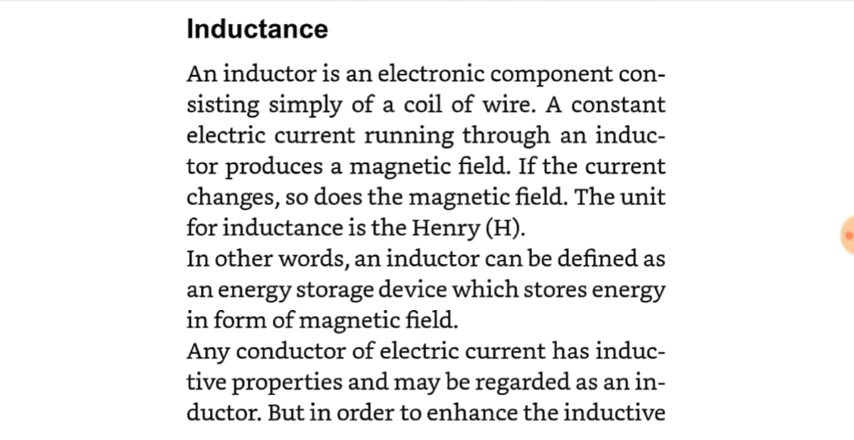 Inductance
An inductor is an electronic component con-
sisting simply of a coil of wire. A constant
electric current running through an induc-
tor produces a magnetic field. If the current
changes, so does the magnetic field. The unit
for inductance is the Henry (H).
In other words, an inductor can be defined as
an energy storage device which stores energy
in form of magnetic field.
Any conductor of electric current has induc-
tive properties and may be regarded as an in-
ductor. But in order to enhance the inductive